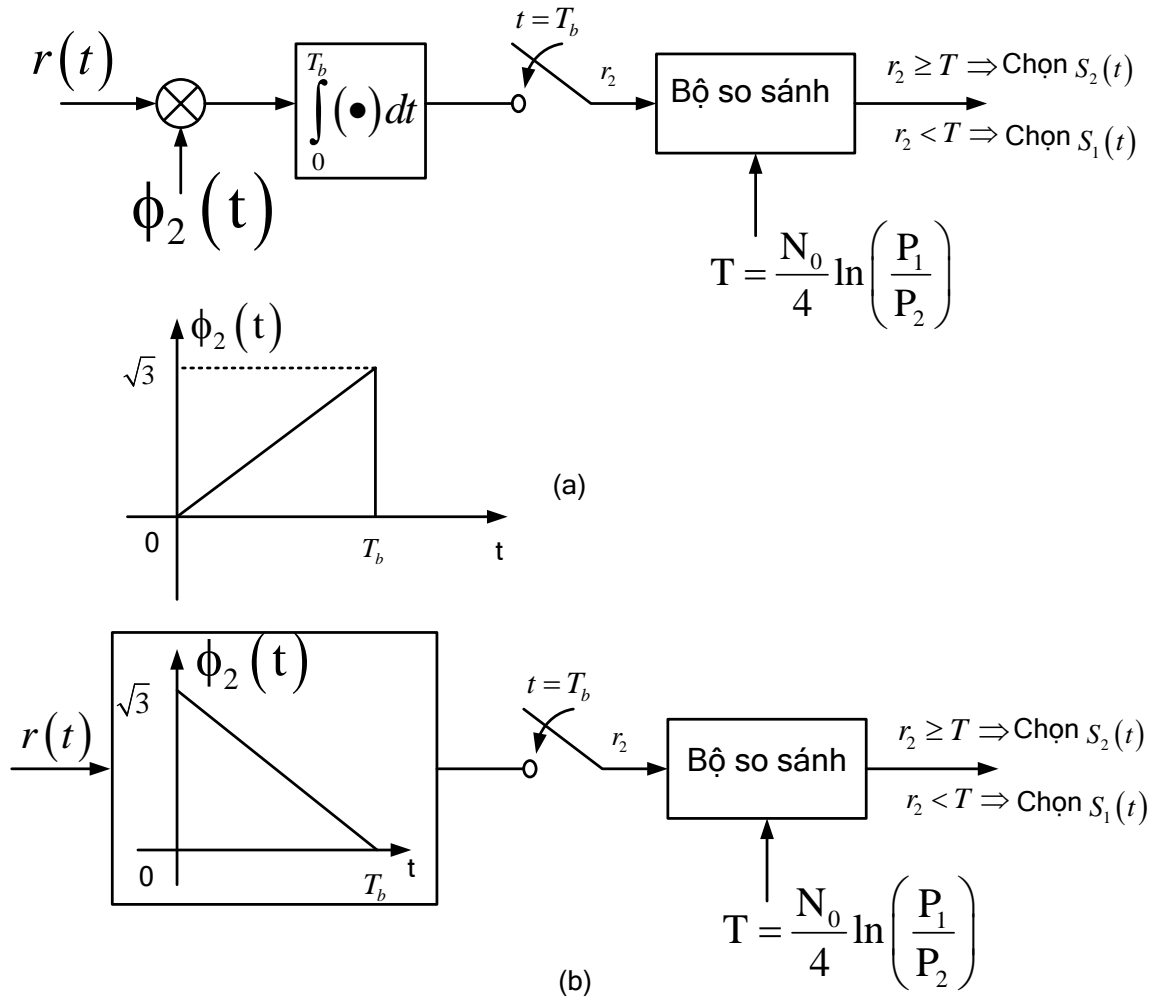 t = T_b
r(t)
∫_0^{T_b} (•) dt
r_2
Bộ so sánh
r_2 ≥ T ⇒ Chọn S_2(t)
r_2 < T ⇒ Chọn S_1(t)
ϕ_2(t)
T = N_0/4 ln(P_1/P_2)
ϕ_2(t)
√3
0
T_b
t
(a)
r(t)
ϕ_2(t)
√3
0
T_b
t
t = T_b
r_2
Bộ so sánh
r_2 ≥ T ⇒ Chọn S_2(t)
r_2 < T ⇒ Chọn S_1(t)
T = N_0/4 ln(P_1/P_2)
(b)